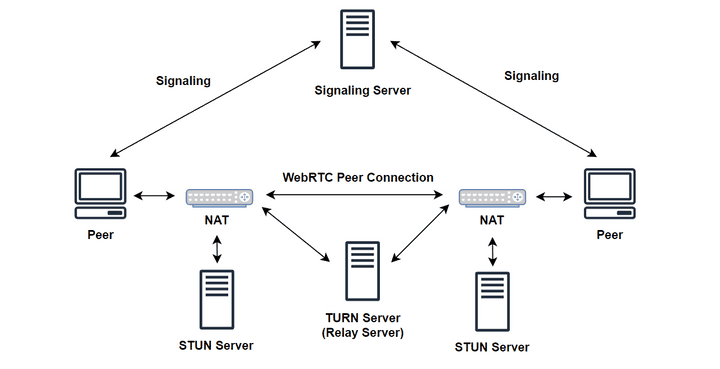 Signaling
Signaling
Signaling Server
WebRTC Peer Connection
Peer
NAT
NAT
Peer
TURN Server
(Relay Server)
STUN Server
STUN Server